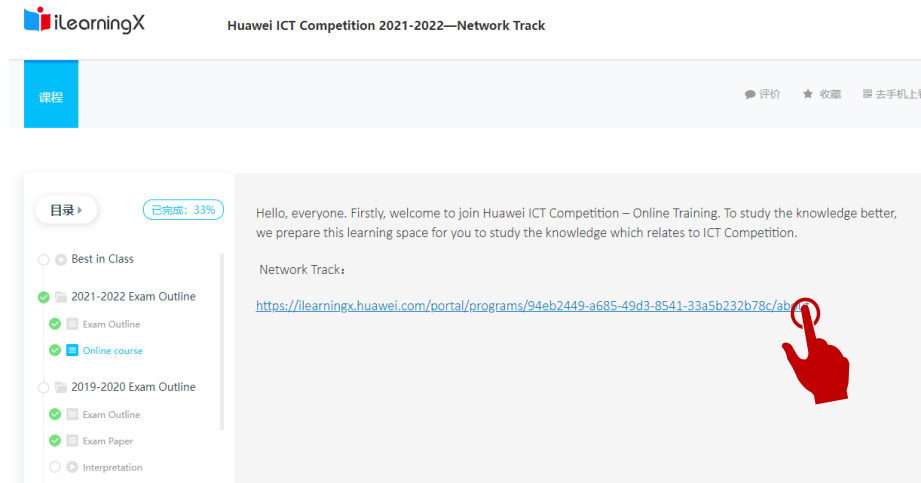 iLearningX
Huawei ICT Competition 2021-2022—Network Track
课程
评价 收藏 去手机上
目录
已完成：33%
Hello, everyone. Firstly, welcome to join Huawei ICT Competition – Online Training. To study the knowledge better,
we prepare this learning space for you to study the knowledge which relates to ICT Competition.
Network Track：
https://ilearningx.huawei.com/portal/programs/94eb2449-a685-49d3-8541-33a5b232b78c/about
Best in Class
2021-2022 Exam Outline
Exam Outline
Online course
2019-2020 Exam Outline
Exam Outline
Exam Paper
Interpretation